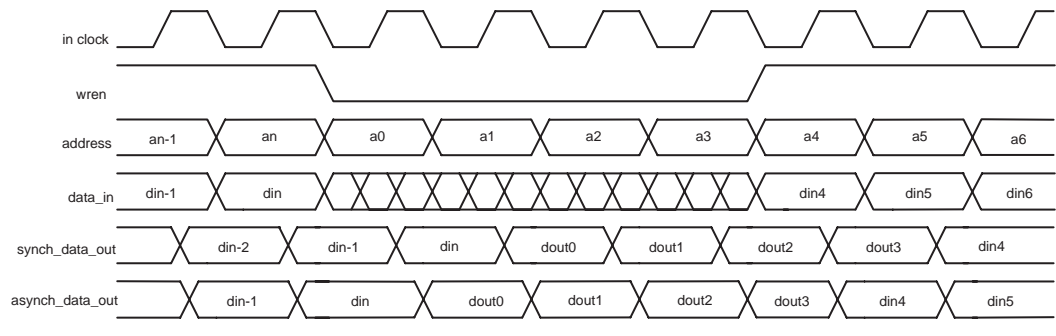 in clock
wren
address an-1 an a0 a1 a2 a3 a4 a5 a6
data_in din-1 din din4 din5 din6
synch_data_out din-2 din-1 din dout0 dout1 dout2 dout3 din4
asynch_data_out din-1 din dout0 dout1 dout2 dout3 din4 din5